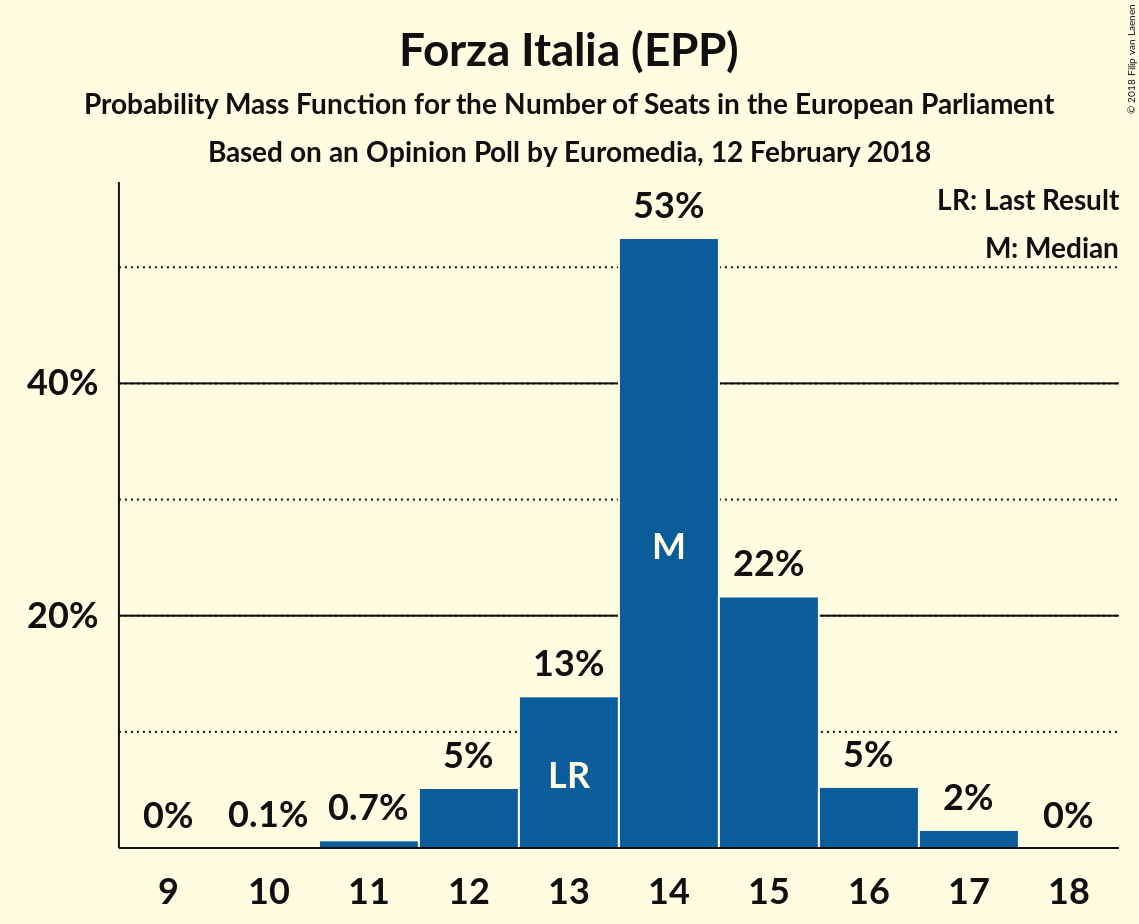 Forza Italia (EPP)
Probability Mass Function for the Number of Seats in the European Parliament
Based on an Opinion Poll by Euromedia, 12 February 2018
© 2018 Filip van Laenen
LR: Last Result
M: Median
53%
40%
M
22%
20%
13%
LR
5%
5%
2%
0.7%
0.1%
0%
0%
9 10 11 12 13 14 15 16 17 18